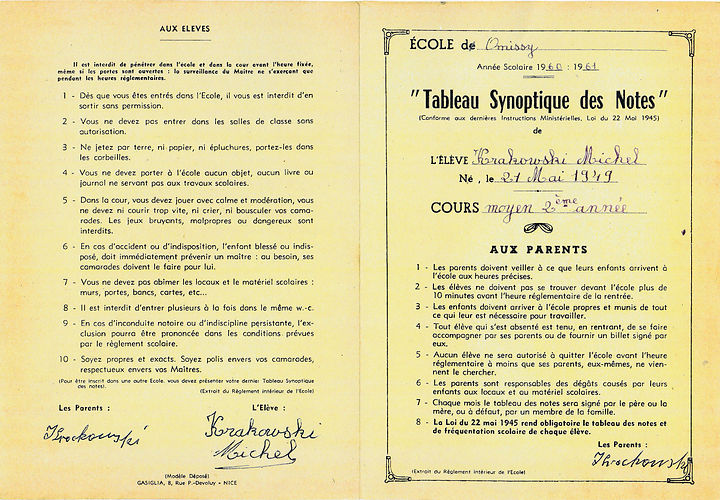 AUX ELEVES
Il est interdit de pénétrer dans l'école et dans la cour avant l'heure fixée,
même si les portes sont ouvertes : la surveillance du Maître ne s'exerçant que
pendant les heures réglementaires.
1 - Dès que vous êtes entrés dans l'Ecole, il vous est interdit d'en
sortir sans permission.
2 - Vous ne devez pas entrer dans les salles de classe sans
autorisation.
3 - Ne jetez par terre, ni papier, ni épluchures, portez-les dans
les corbeilles.
4 - Vous ne devez porter à l'école aucun objet, aucun livre ou
journal ne servant pas aux travaux scolaires.
5 - Dans la cour, vous devez jouer avec calme et modération, vous
ne devez ni courir trop vite, ni crier, ni bousculer vos cama-
rades. Les jeux bruyants, malpropres ou dangereux sont
interdits.
6 - En cas d'accident ou d'indisposition, l'enfant blessé ou indis-
posé, doit immédiatement prévenir un maître : au besoin, ses
camarades doivent le faire pour lui.
7 - Vous ne devez pas abimer les locaux et le matériel scolaires :
murs, portes, bancs, cartes, etc...
8 - Il est interdit d'entrer plusieurs à la fois dans le même w.-c.
9 - En cas d'inconduite notoire ou d'indiscipline persistante, l'ex-
clusion pourra être prononcée dans les conditions prévues
par le règlement scolaire.
10 - Soyez propres et exacts. Soyez polis envers vos camarades,
respectueux envers vos Maîtres.
(Pour être inscrit dans une autre Ecole, vous devez présenter votre dernier Tableau Synoptique
des notes).
(Extrait du Règlement intérieur de l'Ecole)
Les Parents :
L'Elève :
Krockowski
Krakowski
Michel
(Modèle Déposé)
GASIGLIA, 8, Rue P.-Devoluy - NICE
ÉCOLE de Omissy
Année Scolaire 1960 : 1961
"Tableau Synoptique des Notes"
(Conforme aux dernières Instructions Ministérielles, Loi du 22 Mai 1945)
de
L'ÉLÈVE Krakowski Michel
Né, le 21 Mai 1949
COURS moyen 2ème année
AUX PARENTS
1 - Les parents doivent veiller à ce que leurs enfants arrivent à
l'école aux heures précises.
2 - Les élèves ne doivent pas se trouver devant l'école plus de
10 minutes avant l'heure réglementaire de la rentrée.
3 - Les enfants doivent arriver à l'école propres et munis de tout
ce qui leur est nécessaire pour travailler.
4 - Tout élève qui s'est absenté est tenu, en rentrant, de se faire
accompagner par ses parents ou de fournir un billet signé par
eux.
5 - Aucun élève ne sera autorisé à quitter l'école avant l'heure
réglementaire à moins que ses parents, eux-mêmes, ne vien-
nent le chercher.
6 - Les parents sont responsables des dégâts causés par leurs
enfants aux locaux et au matériel scolaires.
7 - Chaque mois le tableau des notes sera signé par le père ou la
mère, ou à défaut, par un membre de la famille.
8 - La Loi du 22 mai 1945 rend obligatoire le tableau des notes et
de fréquentation scolaire de chaque élève.
Les Parents :
Krockowski
(Extrait du Règlement intérieur de l'Ecole)